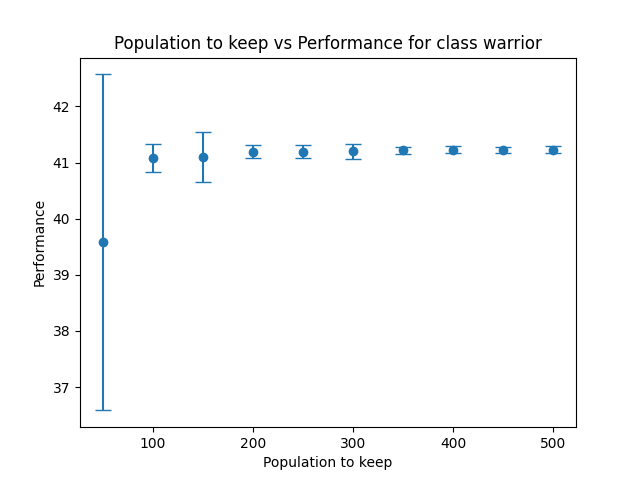 Population to keep vs Performance for class warrior
42
41
40
39
38
37
Performance
100 200 300 400 500
Population to keep